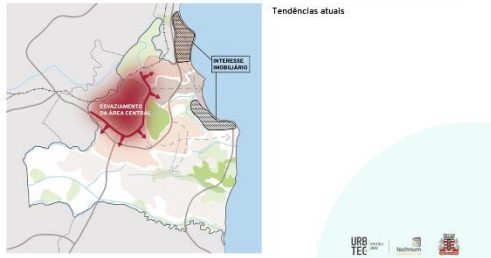 Tendências atuais
INTERESSE
IMOBILIÁRIO
ESVAZIAMENTO
DA ÁREA CENTRAL
URB
TEC
technum